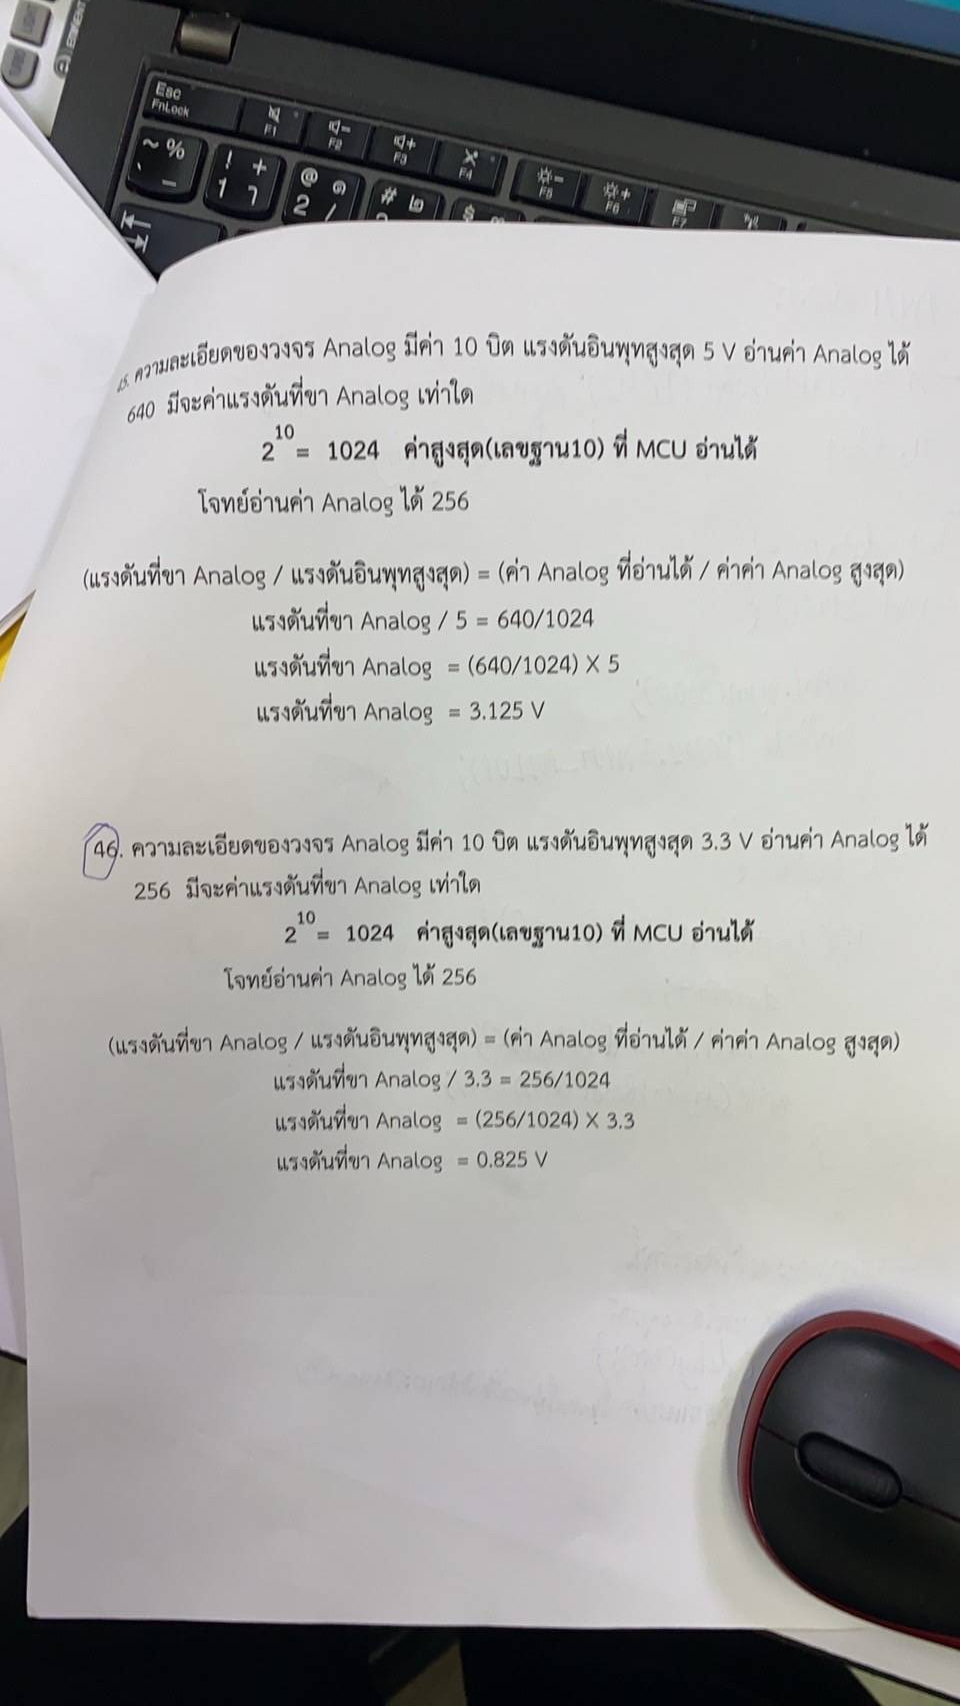 Esc
FnLock
F1
F2
F3
F4
F5
F6
F7
~ %
` _
! +
1 ๅ
@ ๑
2 /
# ๒
$
5. ความละเอียดของวงจร Analog มีค่า 10 บิต แรงดันอินพุทสูงสุด 5 V อ่านค่า Analog ได้
640 มีจะค่าแรงดันที่ขา Analog เท่าใด
2^10 = 1024 ค่าสูงสุด(เลขฐาน10) ที่ MCU อ่านได้
โจทย์อ่านค่า Analog ได้ 256
(แรงดันที่ขา Analog / แรงดันอินพุทสูงสุด) = (ค่า Analog ที่อ่านได้ / ค่าค่า Analog สูงสุด)
แรงดันที่ขา Analog / 5 = 640/1024
แรงดันที่ขา Analog = (640/1024) X 5
แรงดันที่ขา Analog = 3.125 V
46. ความละเอียดของวงจร Analog มีค่า 10 บิต แรงดันอินพุทสูงสุด 3.3 V อ่านค่า Analog ได้
256 มีจะค่าแรงดันที่ขา Analog เท่าใด
2^10 = 1024 ค่าสูงสุด(เลขฐาน10) ที่ MCU อ่านได้
โจทย์อ่านค่า Analog ได้ 256
(แรงดันที่ขา Analog / แรงดันอินพุทสูงสุด) = (ค่า Analog ที่อ่านได้ / ค่าค่า Analog สูงสุด)
แรงดันที่ขา Analog / 3.3 = 256/1024
แรงดันที่ขา Analog = (256/1024) X 3.3
แรงดันที่ขา Analog = 0.825 V